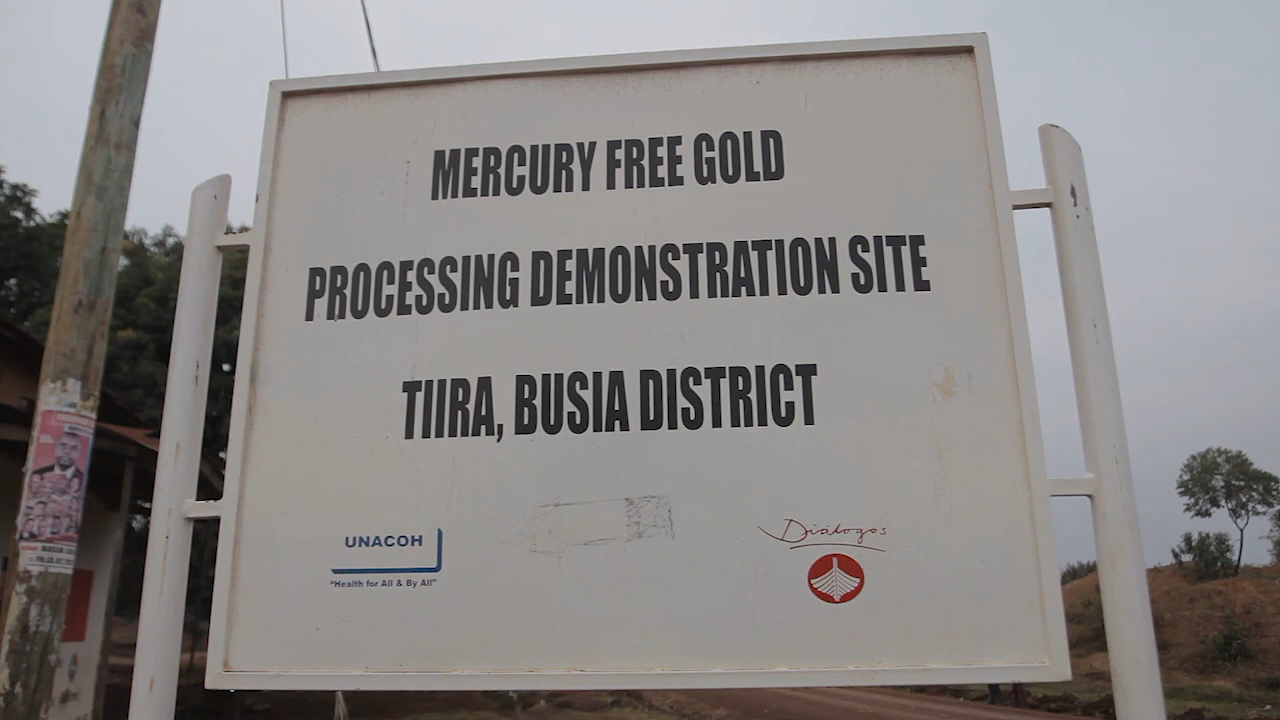 MERCURY FREE GOLD
PROCESSING DEMONSTRATION SITE
TIIRA, BUSIA DISTRICT
UNACOH
"Health for All & By All"
Diálogos